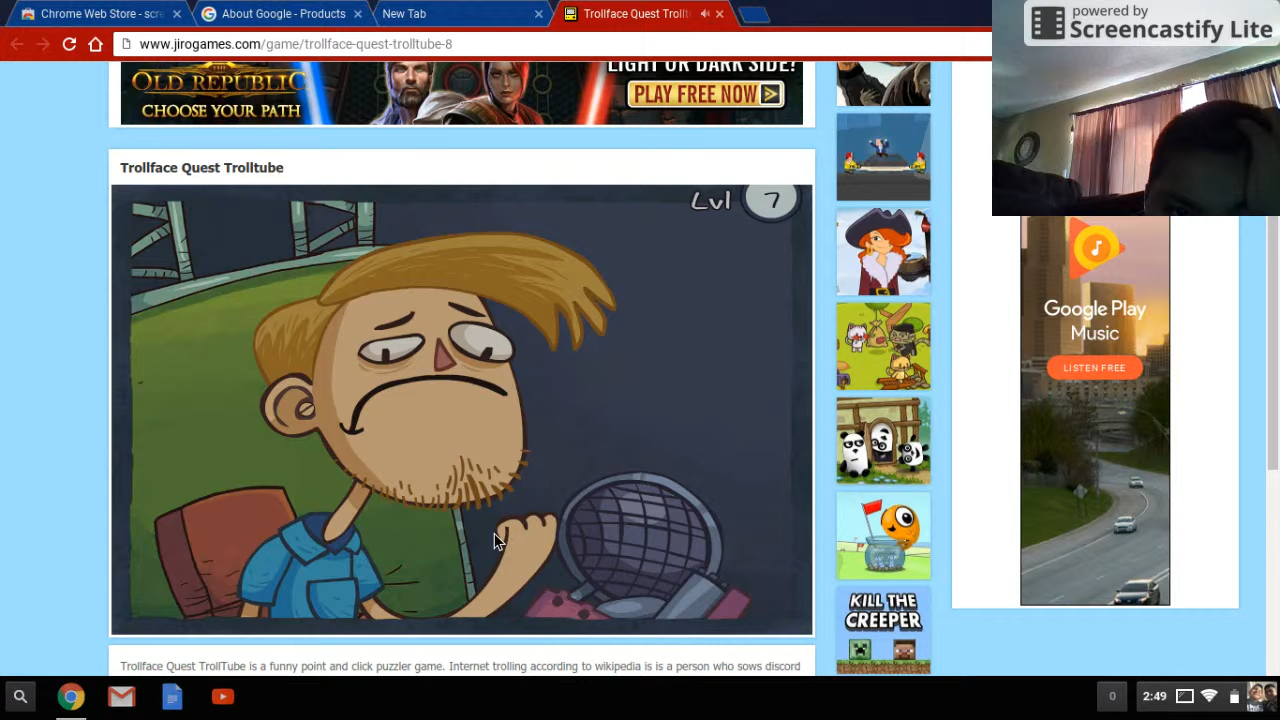 Chrome Web Store - scre
About Google - Products
New Tab
Trollface Quest Trollt
powered by
Screencastify Lite
www.jirogames.com/game/trollface-quest-trolltube-8
OLD REPUBLIC
CHOOSE YOUR PATH
LIGHT OR DARK SIDE?
PLAY FREE NOW
Trollface Quest Trolltube
Lvl 7
Google Play
Music
LISTEN FREE
KILL THE
CREEPER
Trollface Quest TrollTube is a funny point and click puzzler game. Internet trolling according to wikipedia is is a person who sows discord
0
2:49